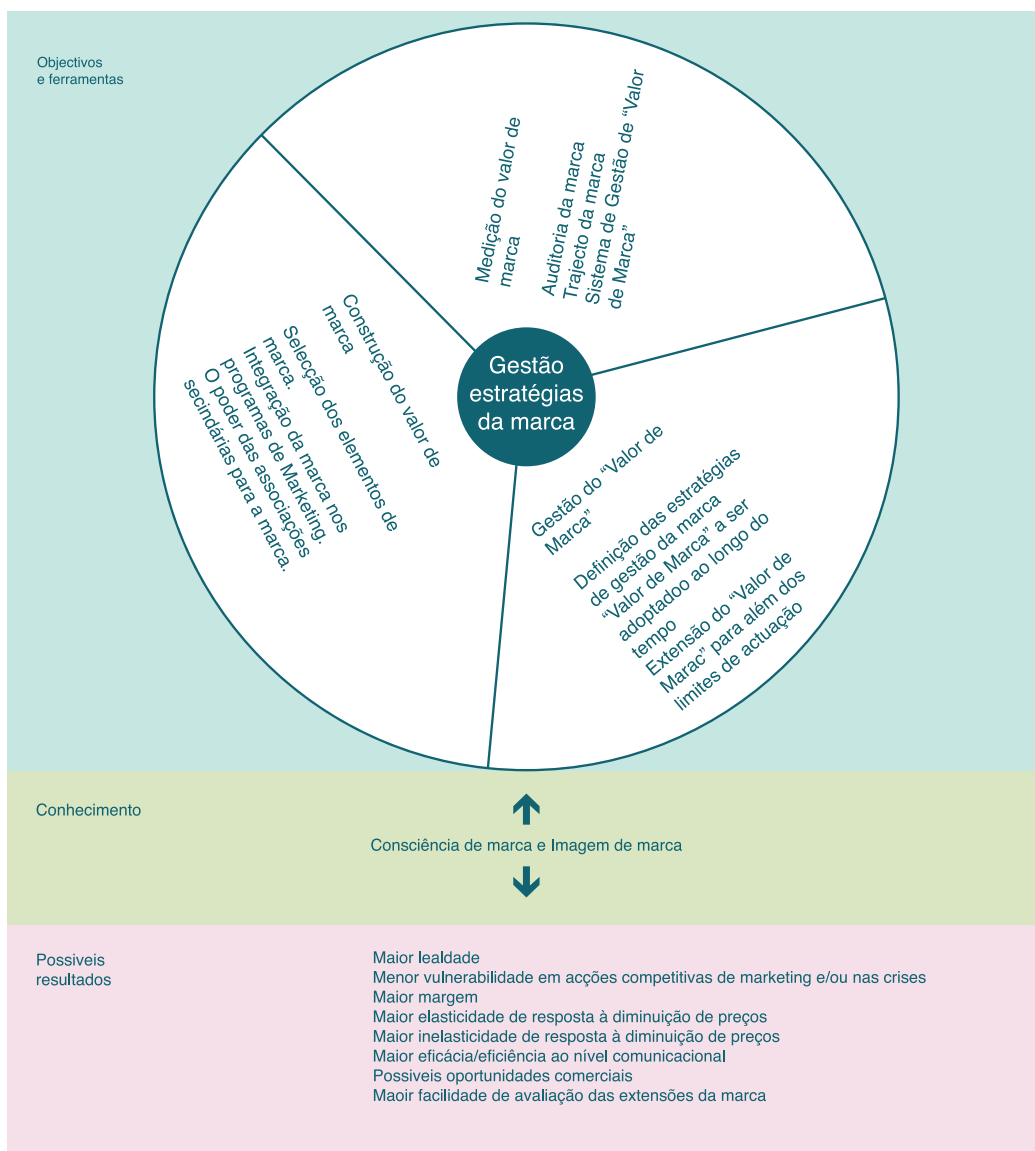 Objectivos
e ferramentas
Medição do valor de
marca
Auditoria da marca
Trajecto da marca
Sistema de Gestão de “Valor
de Marca”
Construção do valor de
marca
Selecção dos elementos de
marca.
Integração da marca nos
programas de Marketing.
O poder das associações
secindárias para a marca.
Gestão
estratégias
da marca
Gestão do “Valor de
Marca”
Definição das estratégias
de gestão da marca
“Valor de Marca” a ser
adoptadoo ao longo do
tempo
Extensão do “Valor de
Marac” para além dos
limites de actuação
Conhecimento
Consciência de marca e Imagem de marca
Possiveis
resultados
Maior lealdade
Menor vulnerabilidade em acções competitivas de marketing e/ou nas crises
Maior margem
Maior elasticidade de resposta à diminuição de preços
Maior inelasticidade de resposta à diminuição de preços
Maior eficácia/eficiência ao nível comunicacional
Possiveis oportunidades comerciais
Maoir facilidade de avaliação das extensões da marca